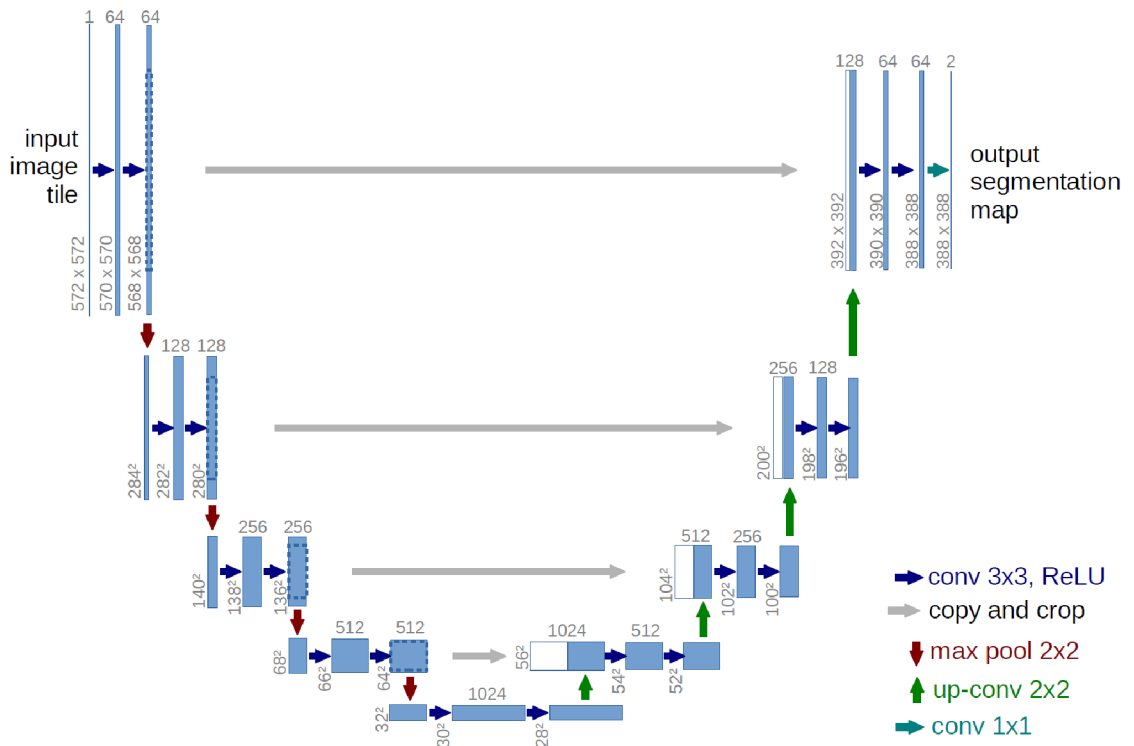 1 64 64
input
image
tile
572 x 572
570 x 570
568 x 568
128 64 64 2
output
segmentation
map
392 x 392
390 x 390
388 x 388
388 x 388
128 128
284²
282²
280²
256 128
200²
198²
196²
256 256
140²
138²
136²
512 256
104²
102²
100²
512 512
68²
66²
64²
1024 512
56²
54²
52²
1024
32²
30²
28²
conv 3x3, ReLU
copy and crop
max pool 2x2
up-conv 2x2
conv 1x1